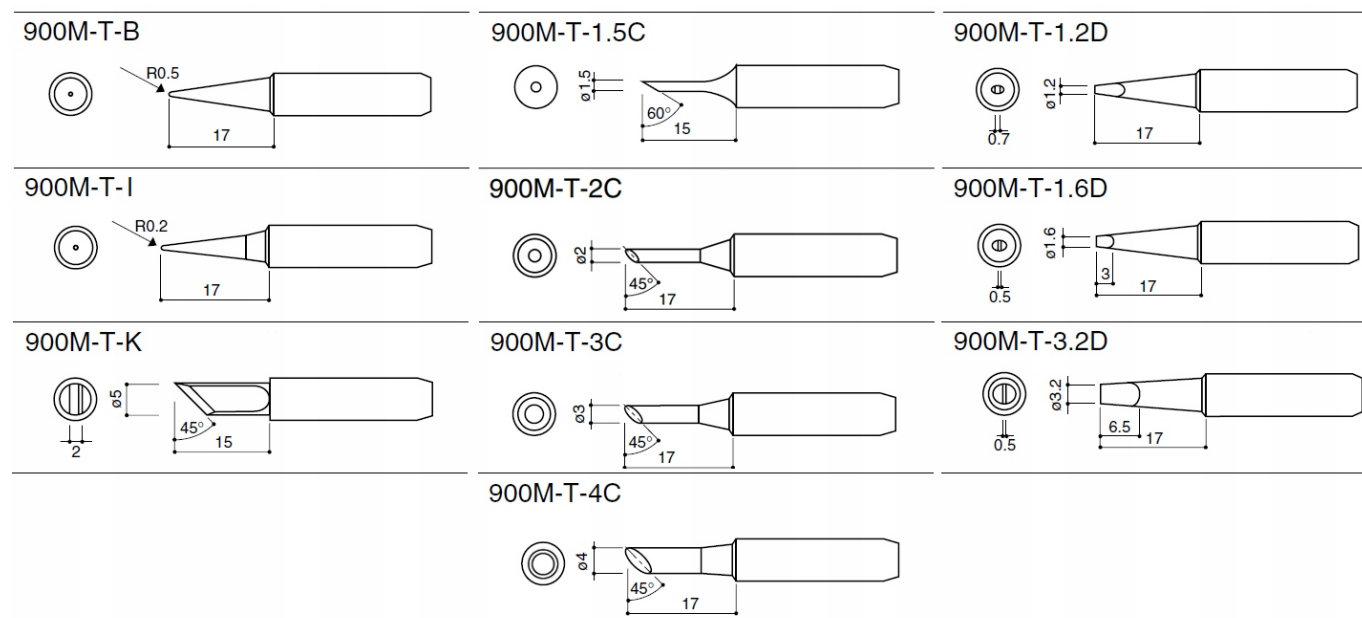 900M-T-B
R0.5
17
900M-T-1.5C
ø1.5
60°
15
900M-T-1.2D
ø1.2
0.7
17
900M-T-I
R0.2
17
900M-T-2C
ø2
45°
17
900M-T-1.6D
ø1.6
3
0.5
17
900M-T-K
ø5
45°
2
15
900M-T-3C
ø3
45°
17
900M-T-3.2D
ø3.2
6.5
0.5
17
900M-T-4C
ø4
45°
17